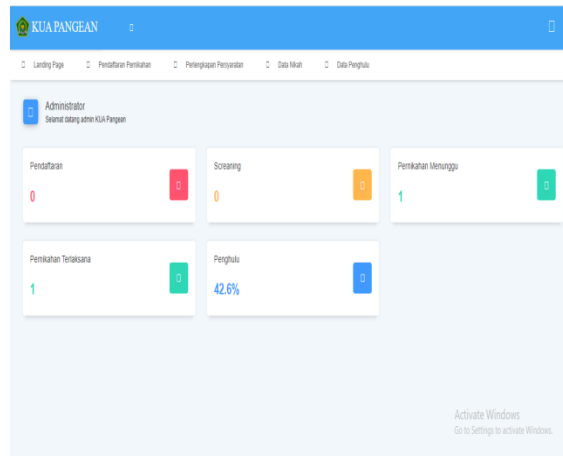 KUA PANGEAN
Landing Page Pendaftaran Pernikahan Perlengkapan Persyaratan Data Nikah Data Penghulu
Administrator
Selamat datang admin KUA Pangean
Pendaftaran
0
Screaning
0
Pernikahan Menunggu
1
Pernikahan Terlaksana
1
Penghulu
42.6%
Activate Windows
Go to Settings to activate Windows.